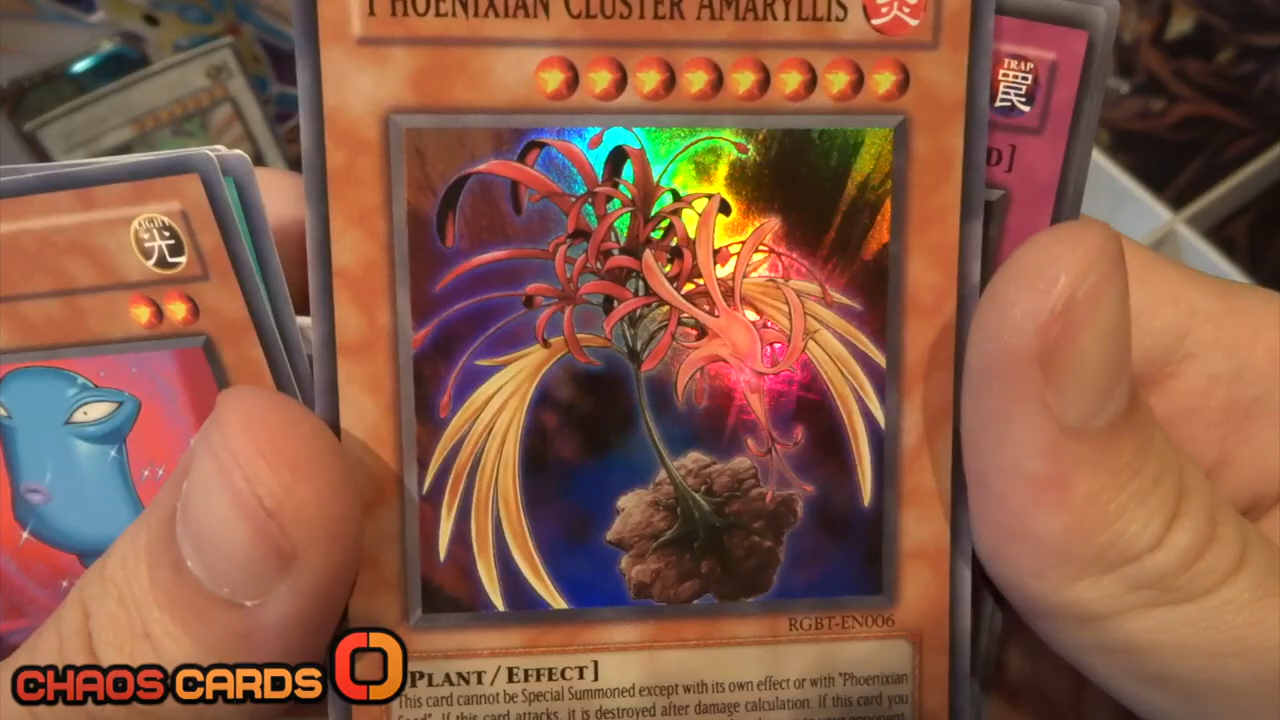 PHOENIXIAN CLUSTER AMARYLLIS
炎
TRAP
罠
LIGHT
光
RGBT-EN006
PLANT/EFFECT]
This card cannot be Special Summoned except with its own effect or with "Phoenixian
Seed". If this card attacks, it is destroyed after damage calculation. If this card you
CHAOS CARDS